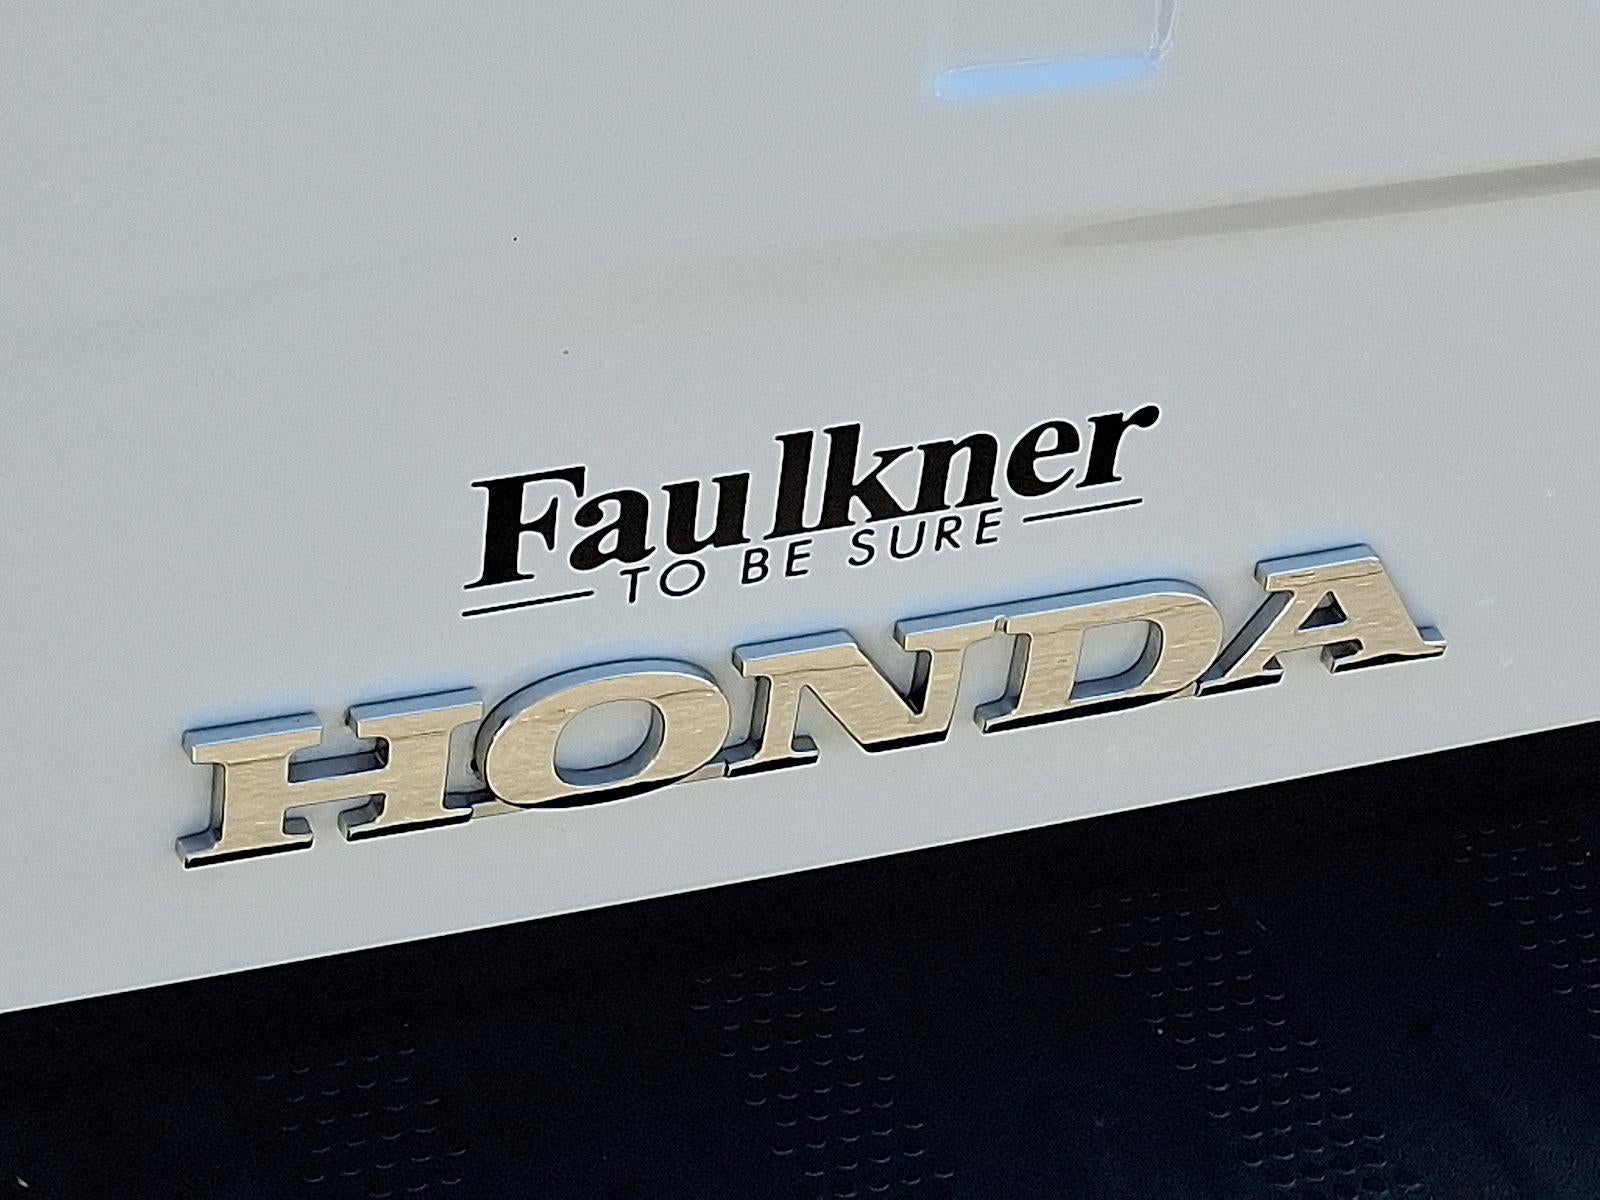 Faulkner
TO BE SURE
HONDA